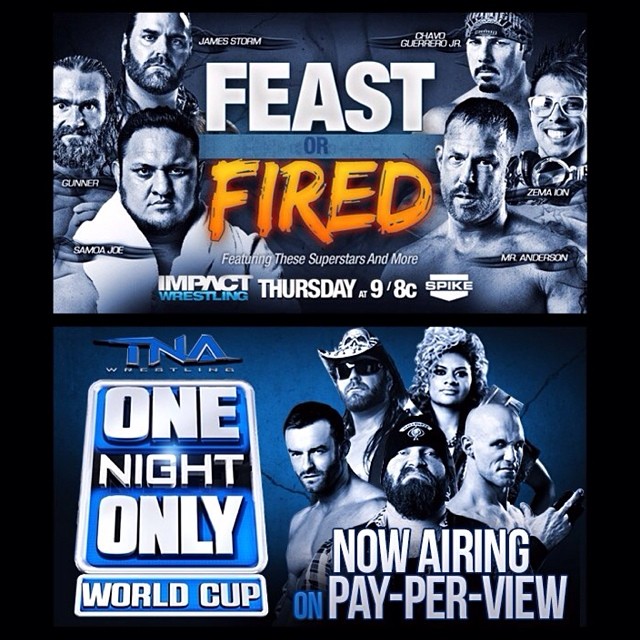 JAMES STORM
CHAVO
GUERRERO JR.
FEAST
OR
FIRED
GUNNER
ZEMA ION
SAMOA JOE
MR. ANDERSON
Featuring These Superstars And More
IMPACT
WRESTLING
THURSDAY AT 9 / 8c
SPIKE
TNA
WRESTLING
ONE
NIGHT
ONLY
WORLD CUP
NOW AIRING
ON PAY-PER-VIEW